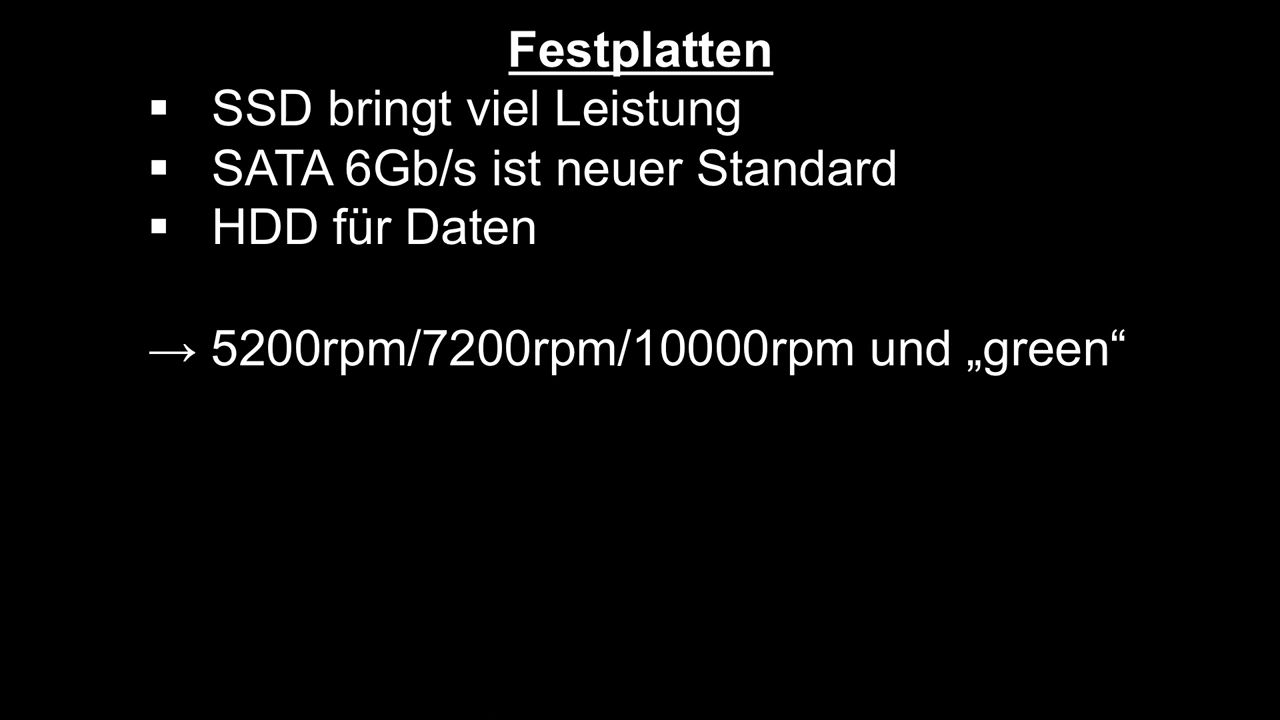 Festplatten
▪ SSD bringt viel Leistung
▪ SATA 6Gb/s ist neuer Standard
▪ HDD für Daten
→ 5200rpm/7200rpm/10000rpm und „green“